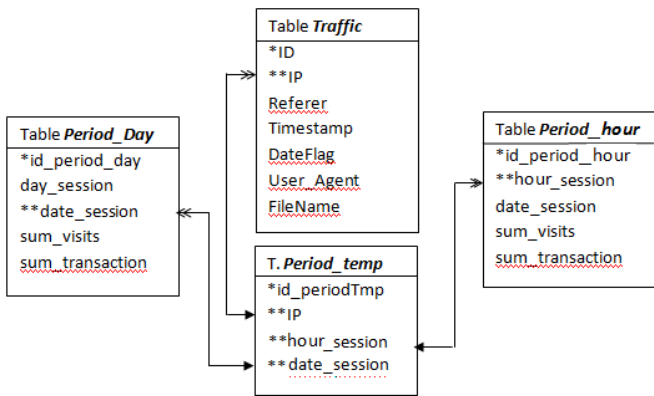 Table Traffic
*ID
**IP
Referer
Timestamp
DateFlag
User_Agent
FileName
Table Period_Day
*id_period_day
day_session
**date_session
sum_visits
sum_transaction
Table Period_hour
*id_period_hour
**hour_session
date_session
sum_visits
sum_transaction
T. Period_temp
*id_periodTmp
**IP
**hour_session
**date_session